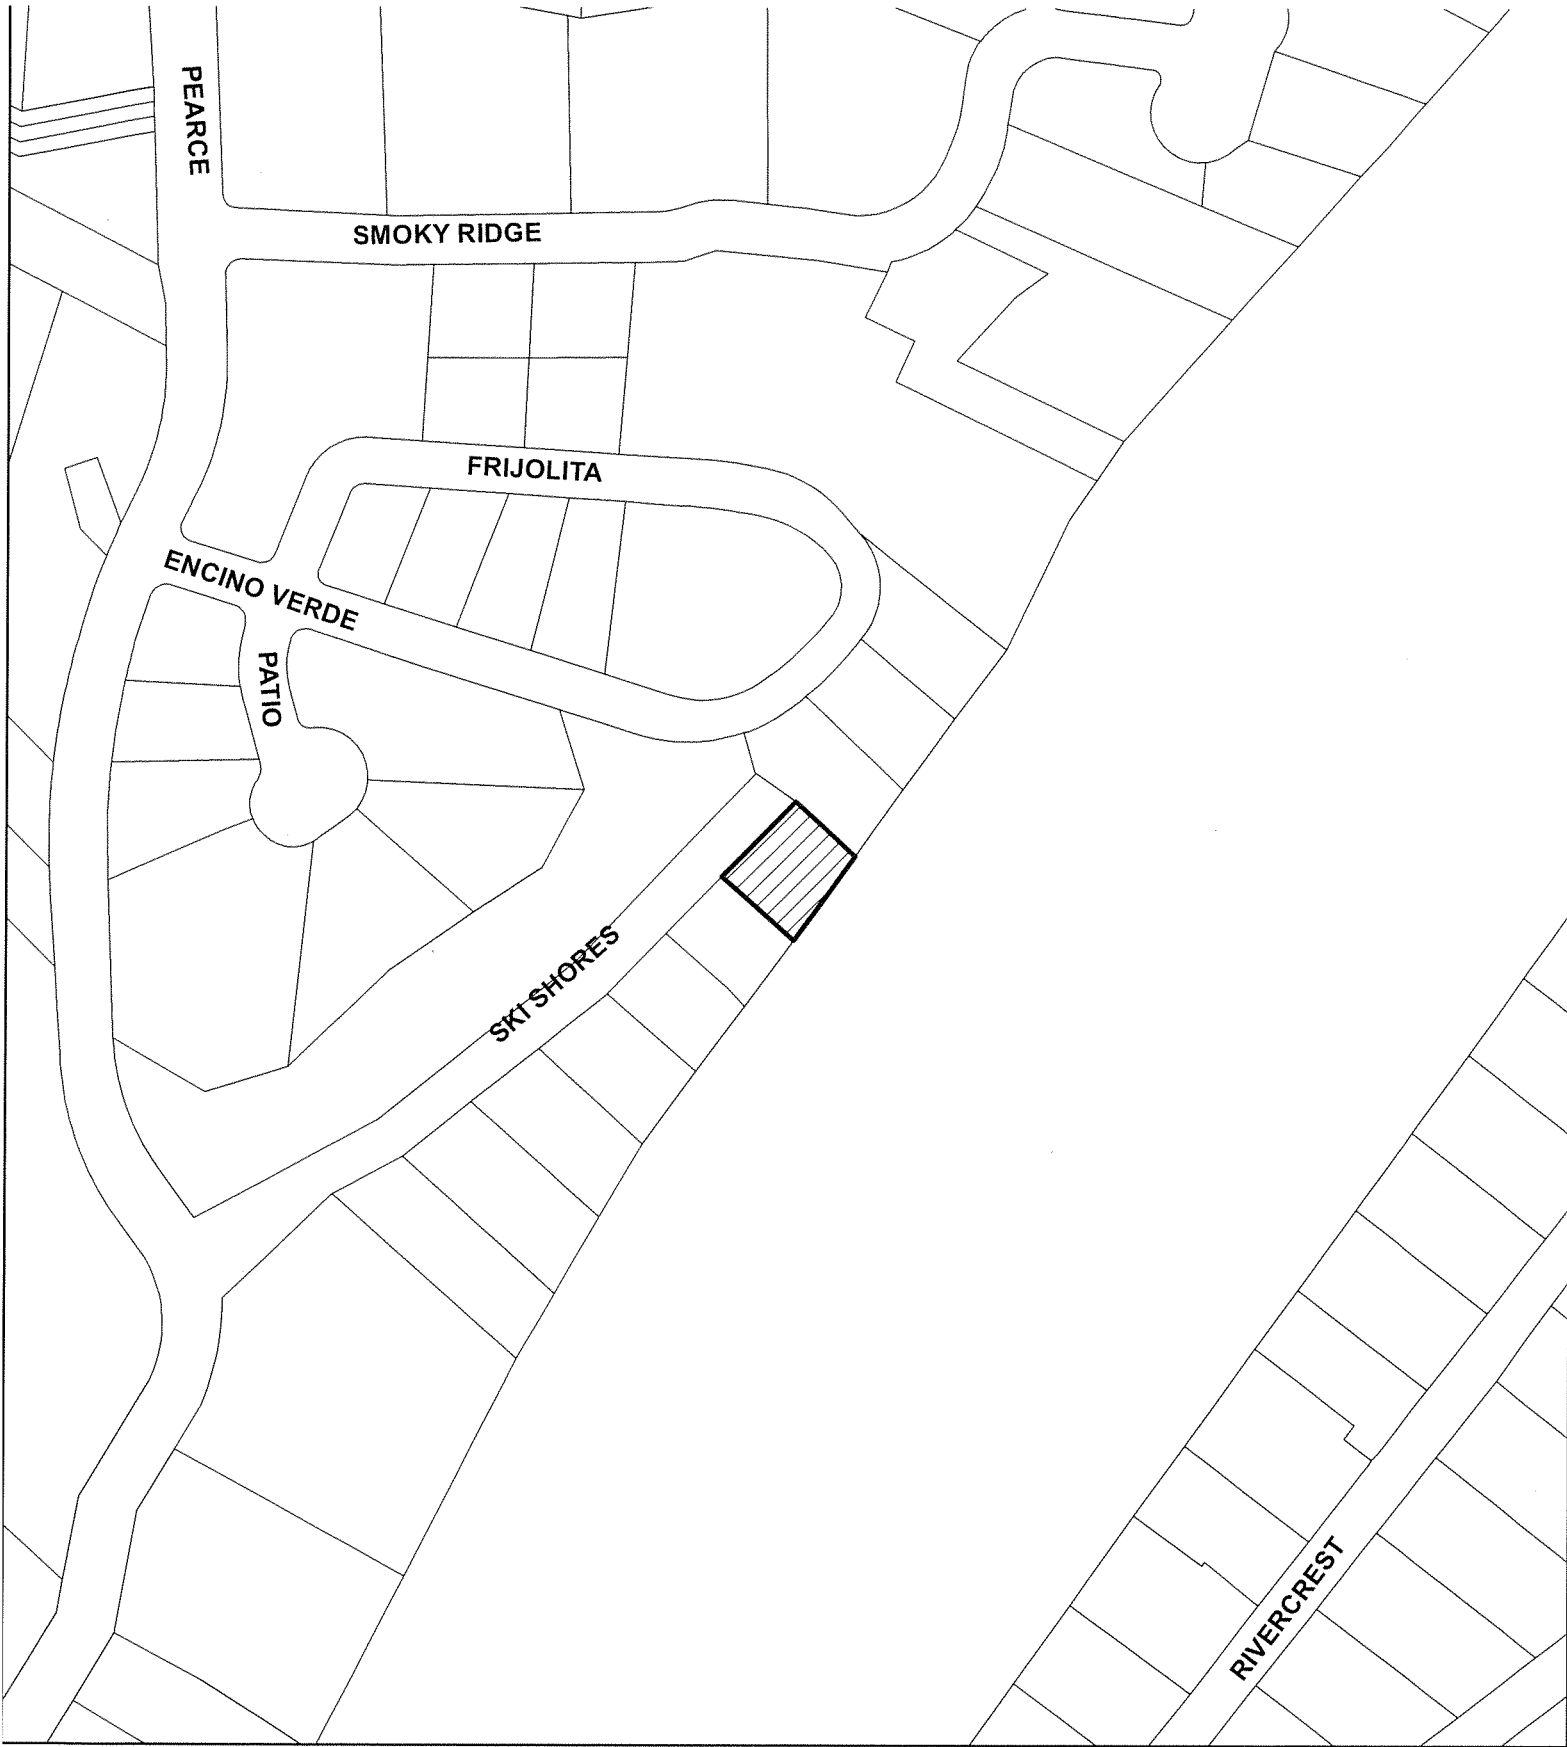 PEARCE
SMOKY RIDGE
FRIJOLITA
ENCINO VERDE
PATIO
SKI SHORES
RIVERCREST